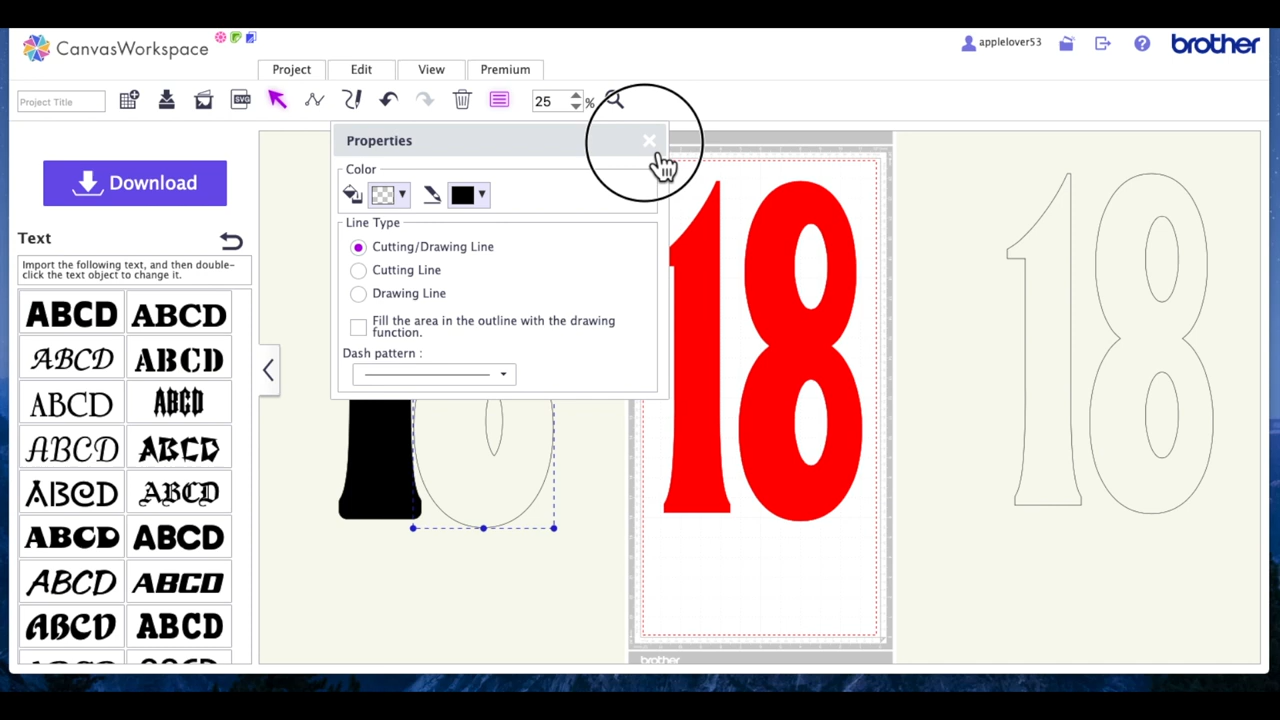 CanvasWorkspace
applelover53
brother
Project
Edit
View
Premium
Project Title
SVG
25
%
Properties
Color
Line Type
Cutting/Drawing Line
Cutting Line
Drawing Line
Fill the area in the outline with the drawing
function.
Dash pattern :
Download
Text
Import the following text, and then double-
click the text object to change it.
ABCD ABCD
ABCD ABCD
ABCD ABCD
ABCD ABCD
ABCD ABCD
ABCD ABCD
ABCD ABCD
ABCD ABCD
18
18
brother